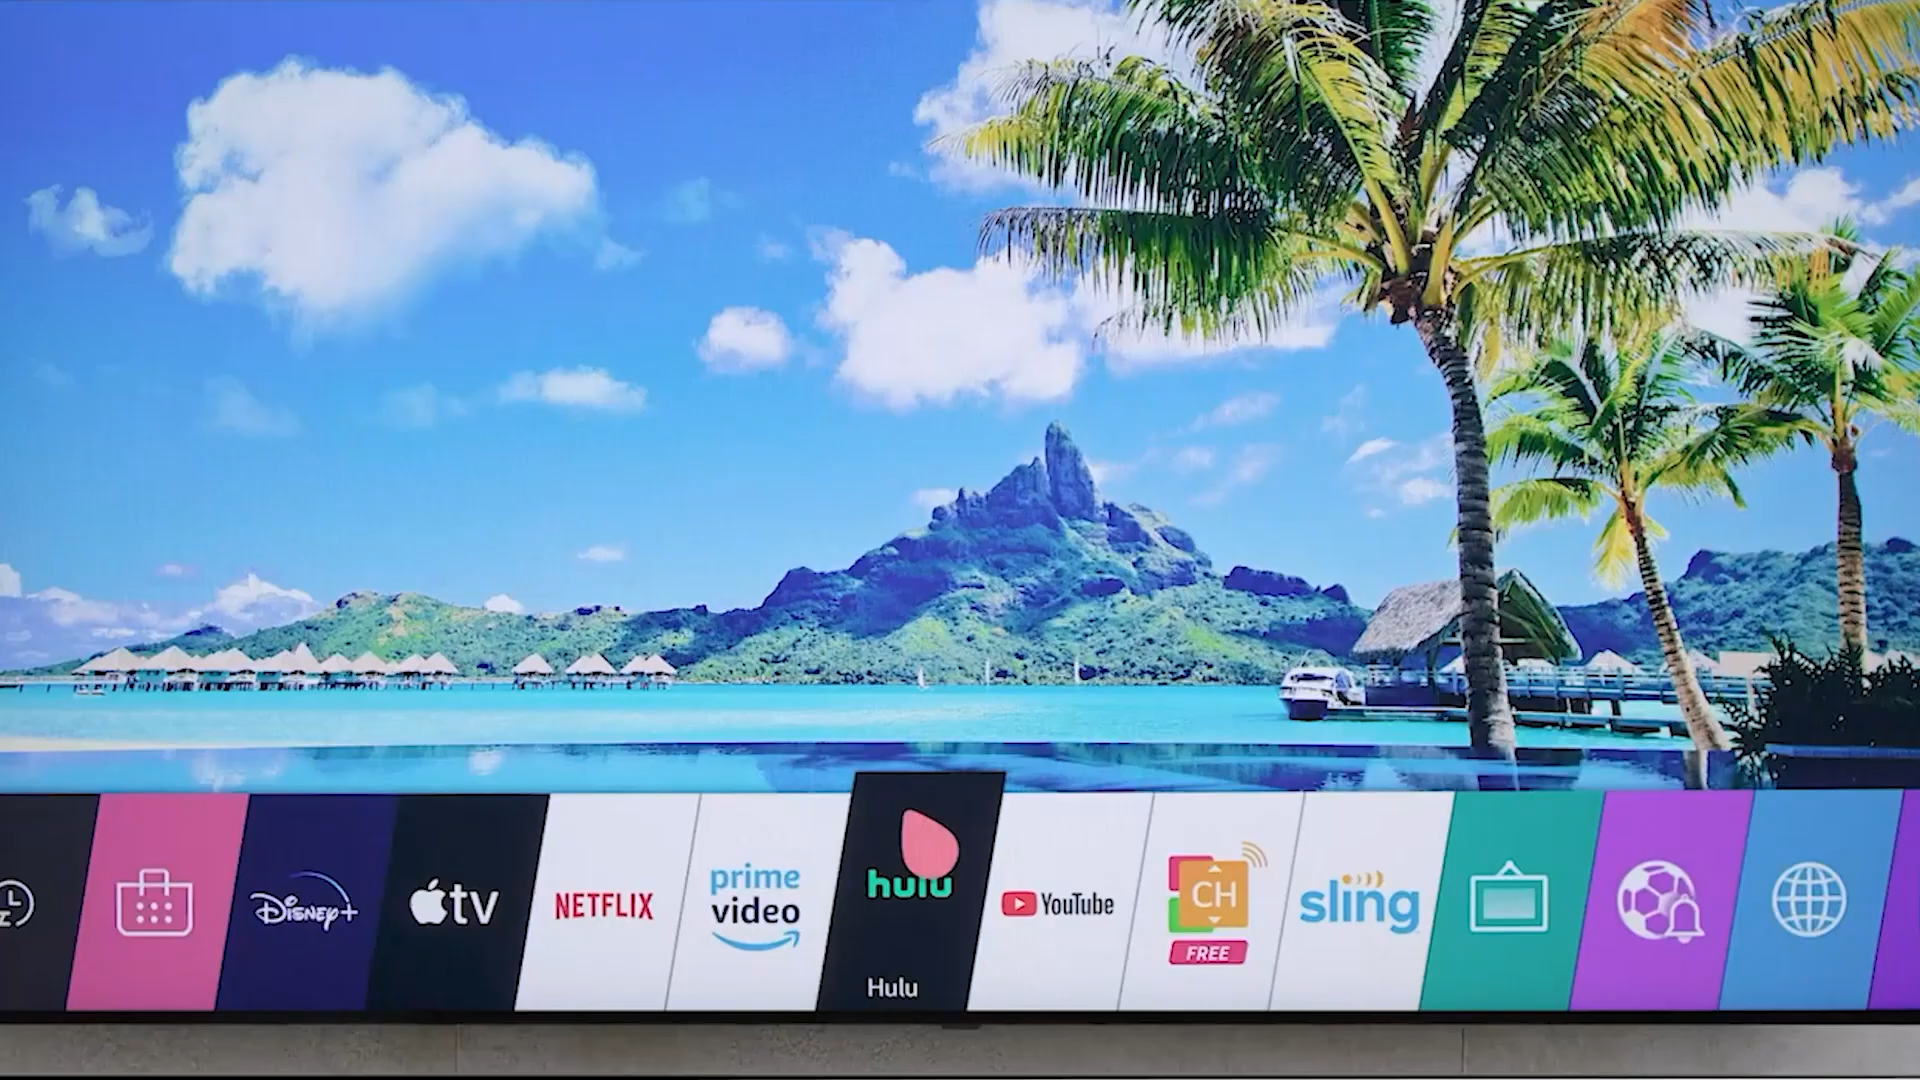 Disney+
tv
NETFLIX
prime video
hulu
Hulu
YouTube
CH
FREE
sling